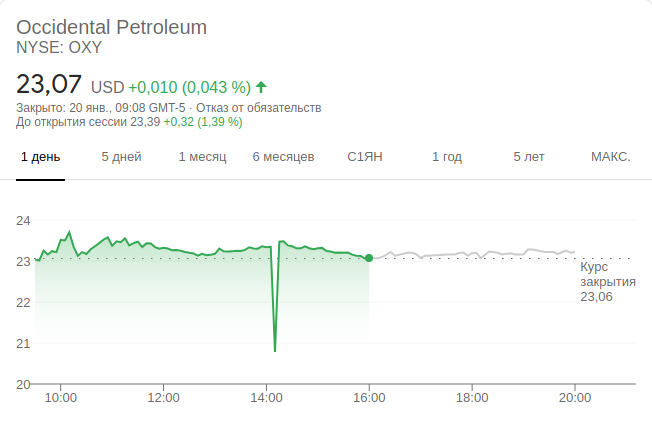 Occidental Petroleum
NYSE: OXY
23,07 USD +0,010 (0,043 %)
Закрыто: 20 янв., 09:08 GMT-5 · Отказ от обязательств
До открытия сессии 23,39 +0,32 (1,39 %)
1 день 5 дней 1 месяц 6 месяцев С1ЯН 1 год 5 лет МАКС.
24
23
22
21
20
Курс
закрытия
23,06
10:00 12:00 14:00 16:00 18:00 20:00